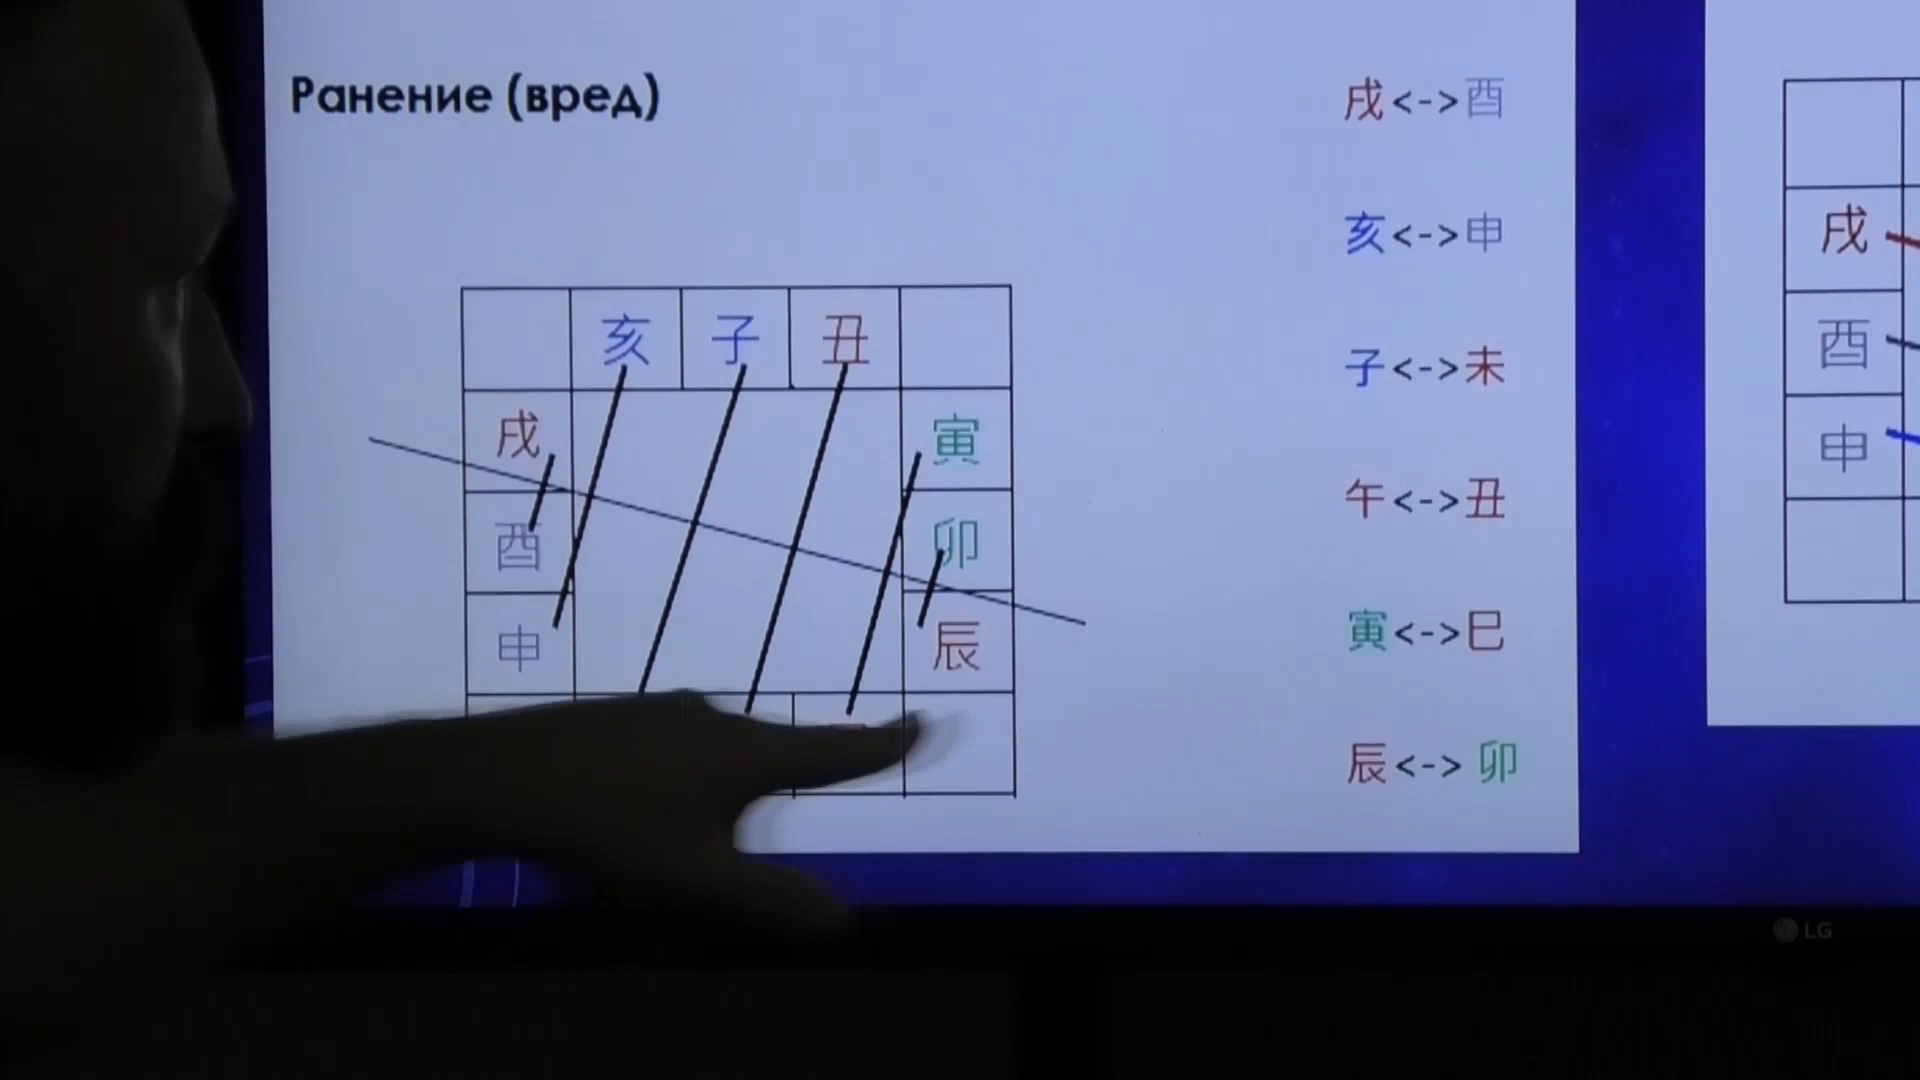 Ранение (вред)
戌<->酉
亥<->申
子<->未
午<->丑
寅<->巳
辰<-> 卯
亥 子 丑
戌 寅
酉 卯
申 辰
戌
酉
申
LG